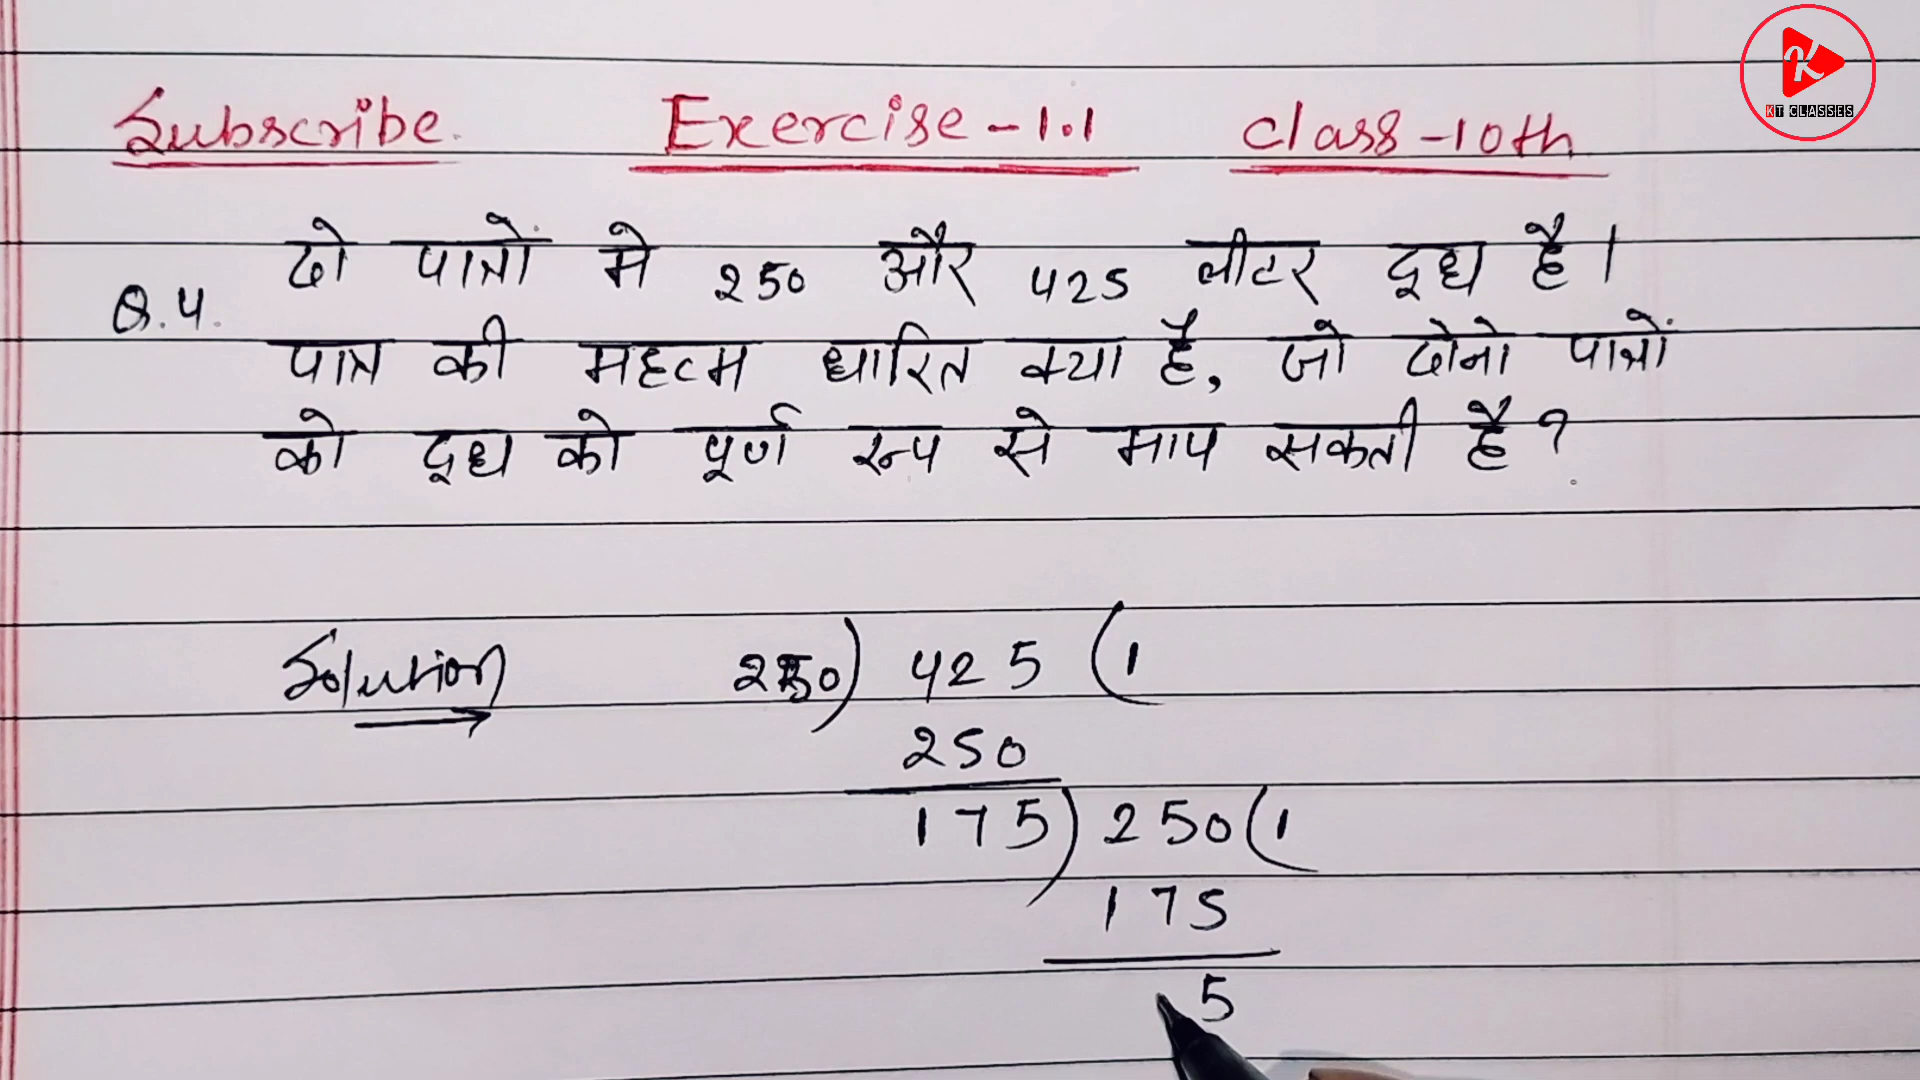 KT CLASSES
Subscribe. Exercise-1.1 class-10th
दो पात्रों मे 250 और 425 लीटर दूध है।
Q.4.
पात्र की महत्म धारित क्या है, जो दोनो पात्रों
को दूध को पूर्ण रूप से माप सकती है?
Solution 250) 425 (1
250
175) 250 (1
175
5